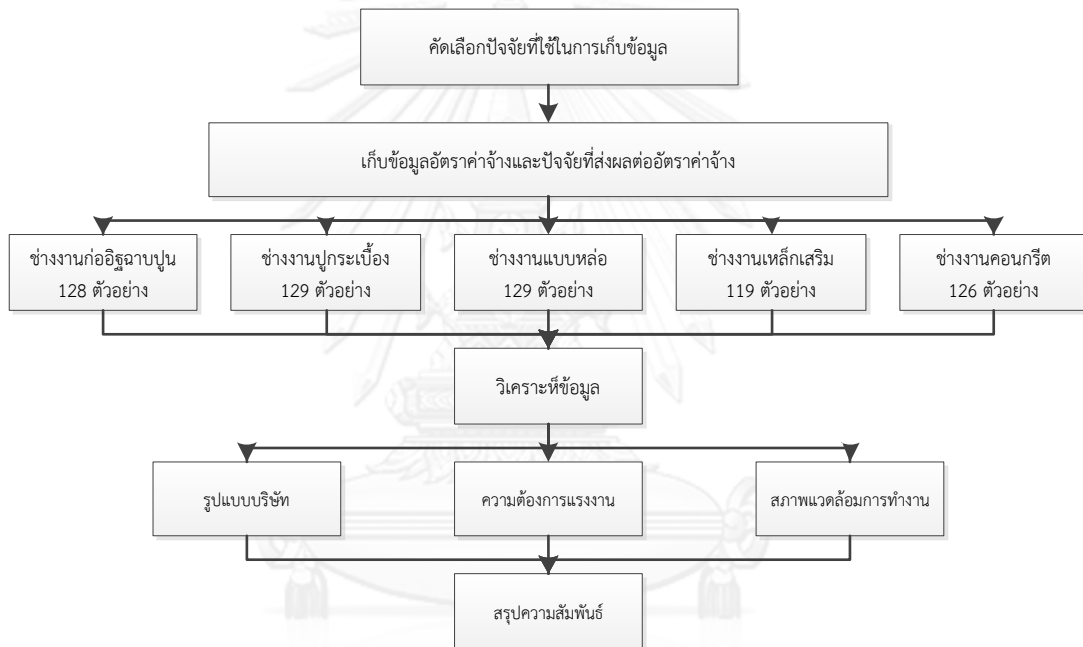 คัดเลือกปัจจัยที่ใช้ในการเก็บข้อมูล
เก็บข้อมูลอัตราค่าจ้างและปัจจัยที่ส่งผลต่ออัตราค่าจ้าง
ช่างงานก่ออิฐฉาบปูน
128 ตัวอย่าง
ช่างงานปูกระเบื้อง
129 ตัวอย่าง
ช่างงานแบบหล่อ
129 ตัวอย่าง
ช่างงานเหล็กเสริม
119 ตัวอย่าง
ช่างงานคอนกรีต
126 ตัวอย่าง
วิเคราะห์ข้อมูล
รูปแบบบริษัท
ความต้องการแรงงาน
สภาพแวดล้อมการทำงาน
สรุปความสัมพันธ์